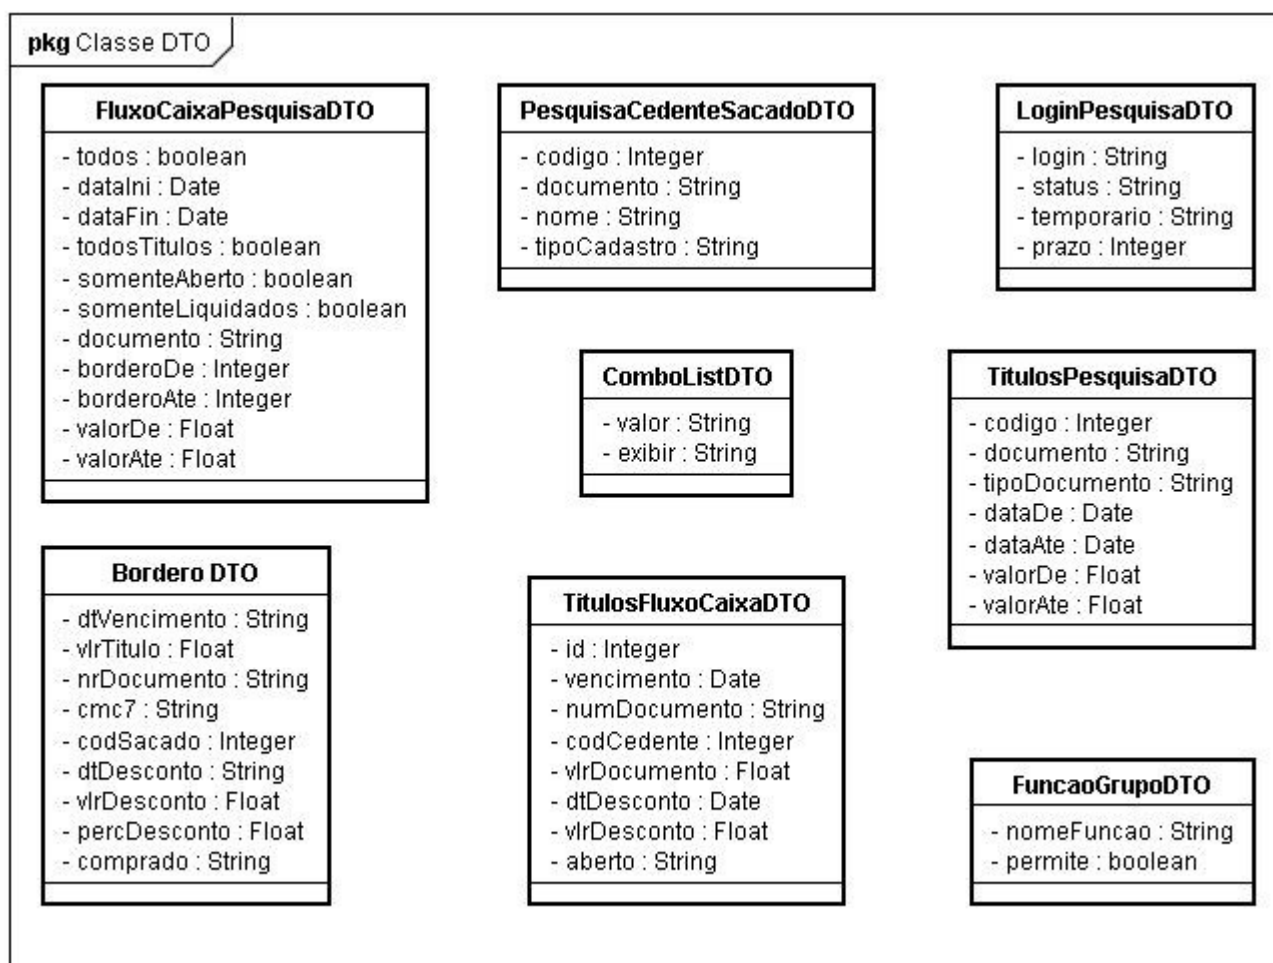 pkg Classe DTO
FluxoCaixaPesquisaDTO
- todos : boolean
- dataIni : Date
- dataFin : Date
- todosTitulos : boolean
- somenteAberto : boolean
- somenteLiquidados : boolean
- documento : String
- borderoDe : Integer
- borderoAte : Integer
- valorDe : Float
- valorAte : Float
PesquisaCedenteSacadoDTO
- codigo : Integer
- documento : String
- nome : String
- tipoCadastro : String
LoginPesquisaDTO
- login : String
- status : String
- temporario : String
- prazo : Integer
ComboListDTO
- valor : String
- exibir : String
TitulosPesquisaDTO
- codigo : Integer
- documento : String
- tipoDocumento : String
- dataDe : Date
- dataAte : Date
- valorDe : Float
- valorAte : Float
Bordero DTO
- dtVencimento : String
- vlrTitulo : Float
- nrDocumento : String
- cmc7 : String
- codSacado : Integer
- dtDesconto : String
- vlrDesconto : Float
- percDesconto : Float
- comprado : String
TitulosFluxoCaixaDTO
- id : Integer
- vencimento : Date
- numDocumento : String
- codCedente : Integer
- vlrDocumento : Float
- dtDesconto : Date
- vlrDesconto : Float
- aberto : String
FuncaoGrupoDTO
- nomeFuncao : String
- permite : boolean